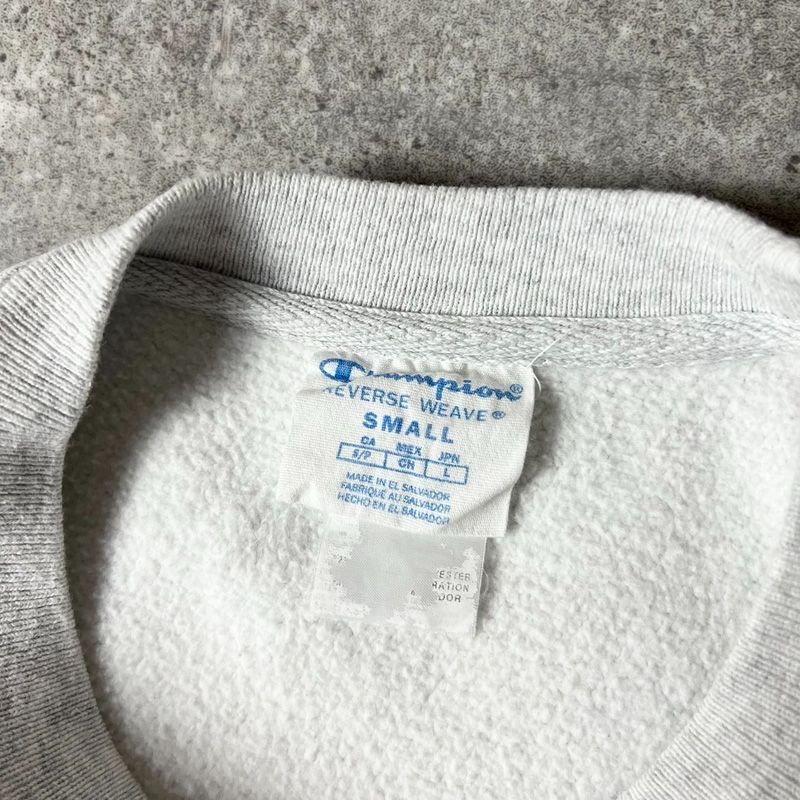 Champion®
REVERSE WEAVE®
SMALL
CA MEX JPN
S/P CH L
MADE IN EL SALVADOR
FABRIQUE AU SALVADOR
HECHO EN EL SALVADOR